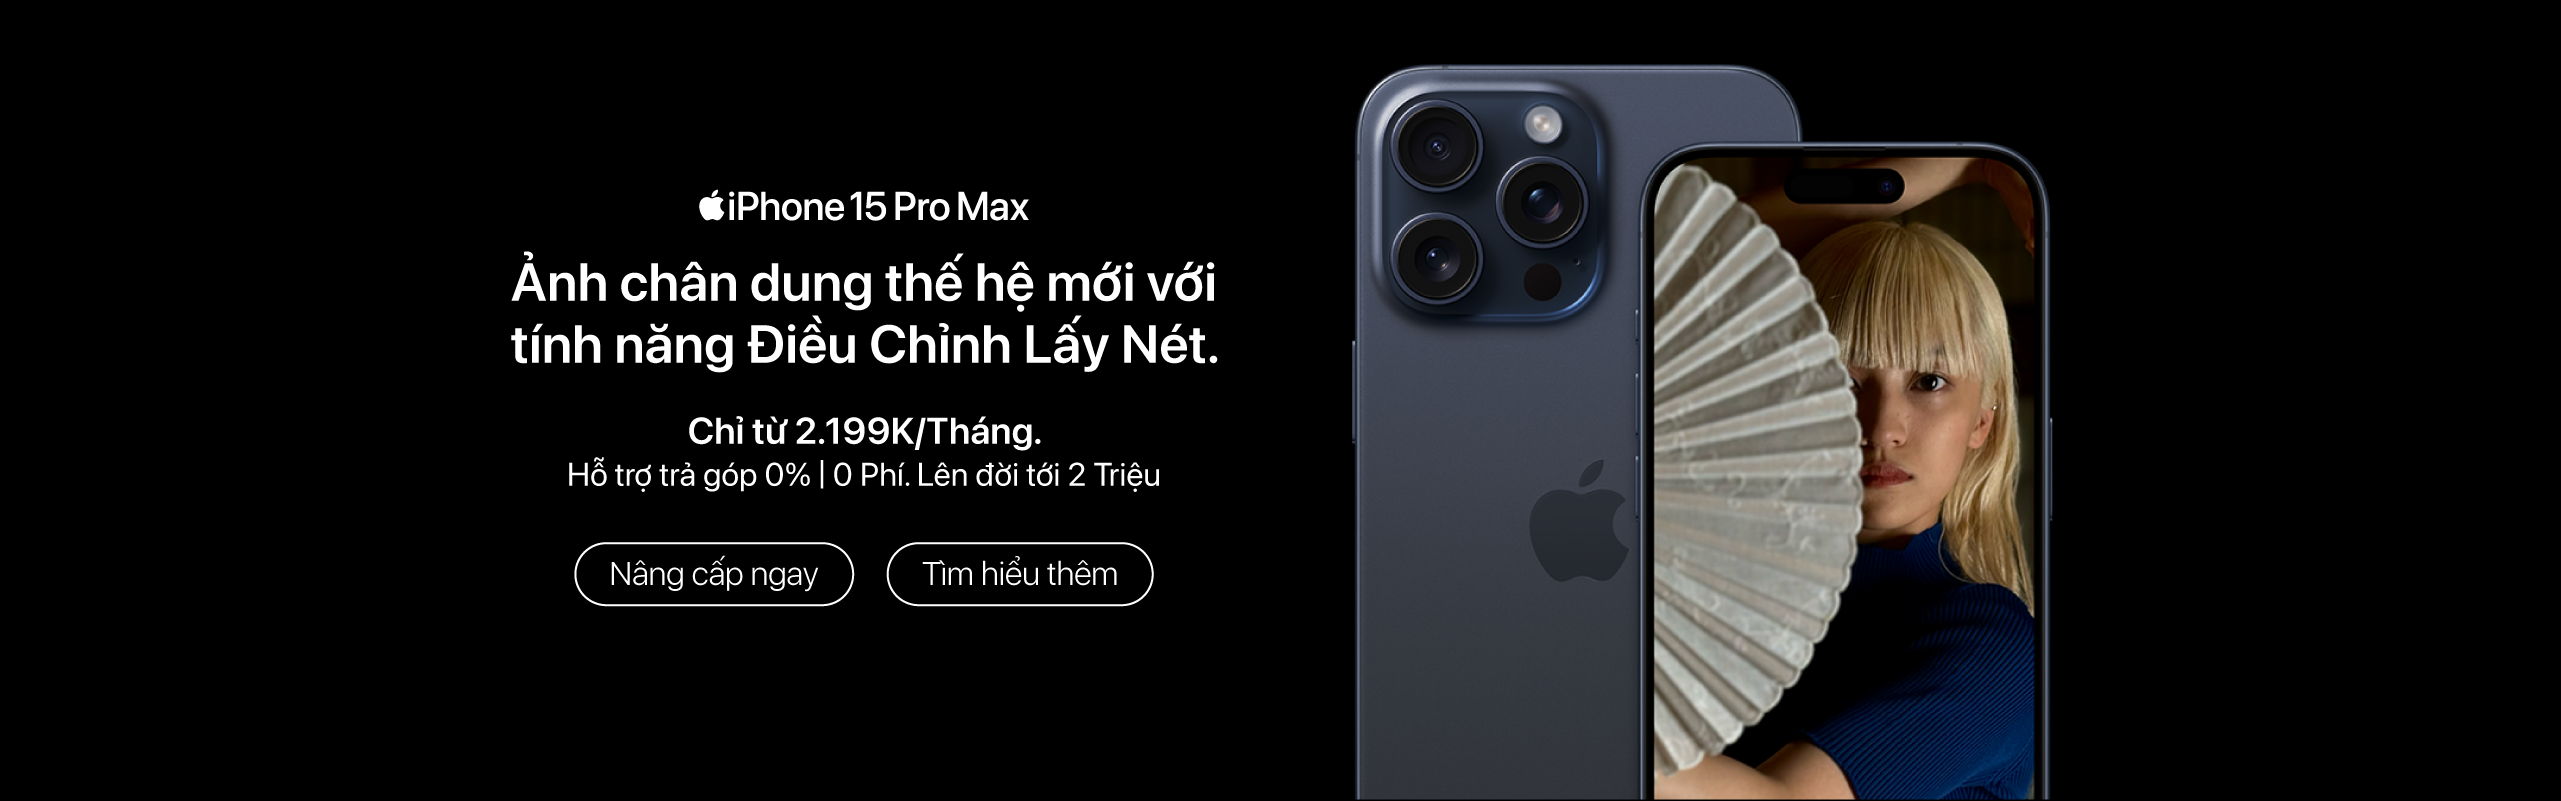 iPhone 15 Pro Max
Ảnh chân dung thế hệ mới với
tính năng Điều Chỉnh Lấy Nét.
Chỉ từ 2.199K/Tháng.
Hỗ trợ trả góp 0% | 0 Phí. Lên đời tới 2 Triệu
Nâng cấp ngay
Tìm hiểu thêm